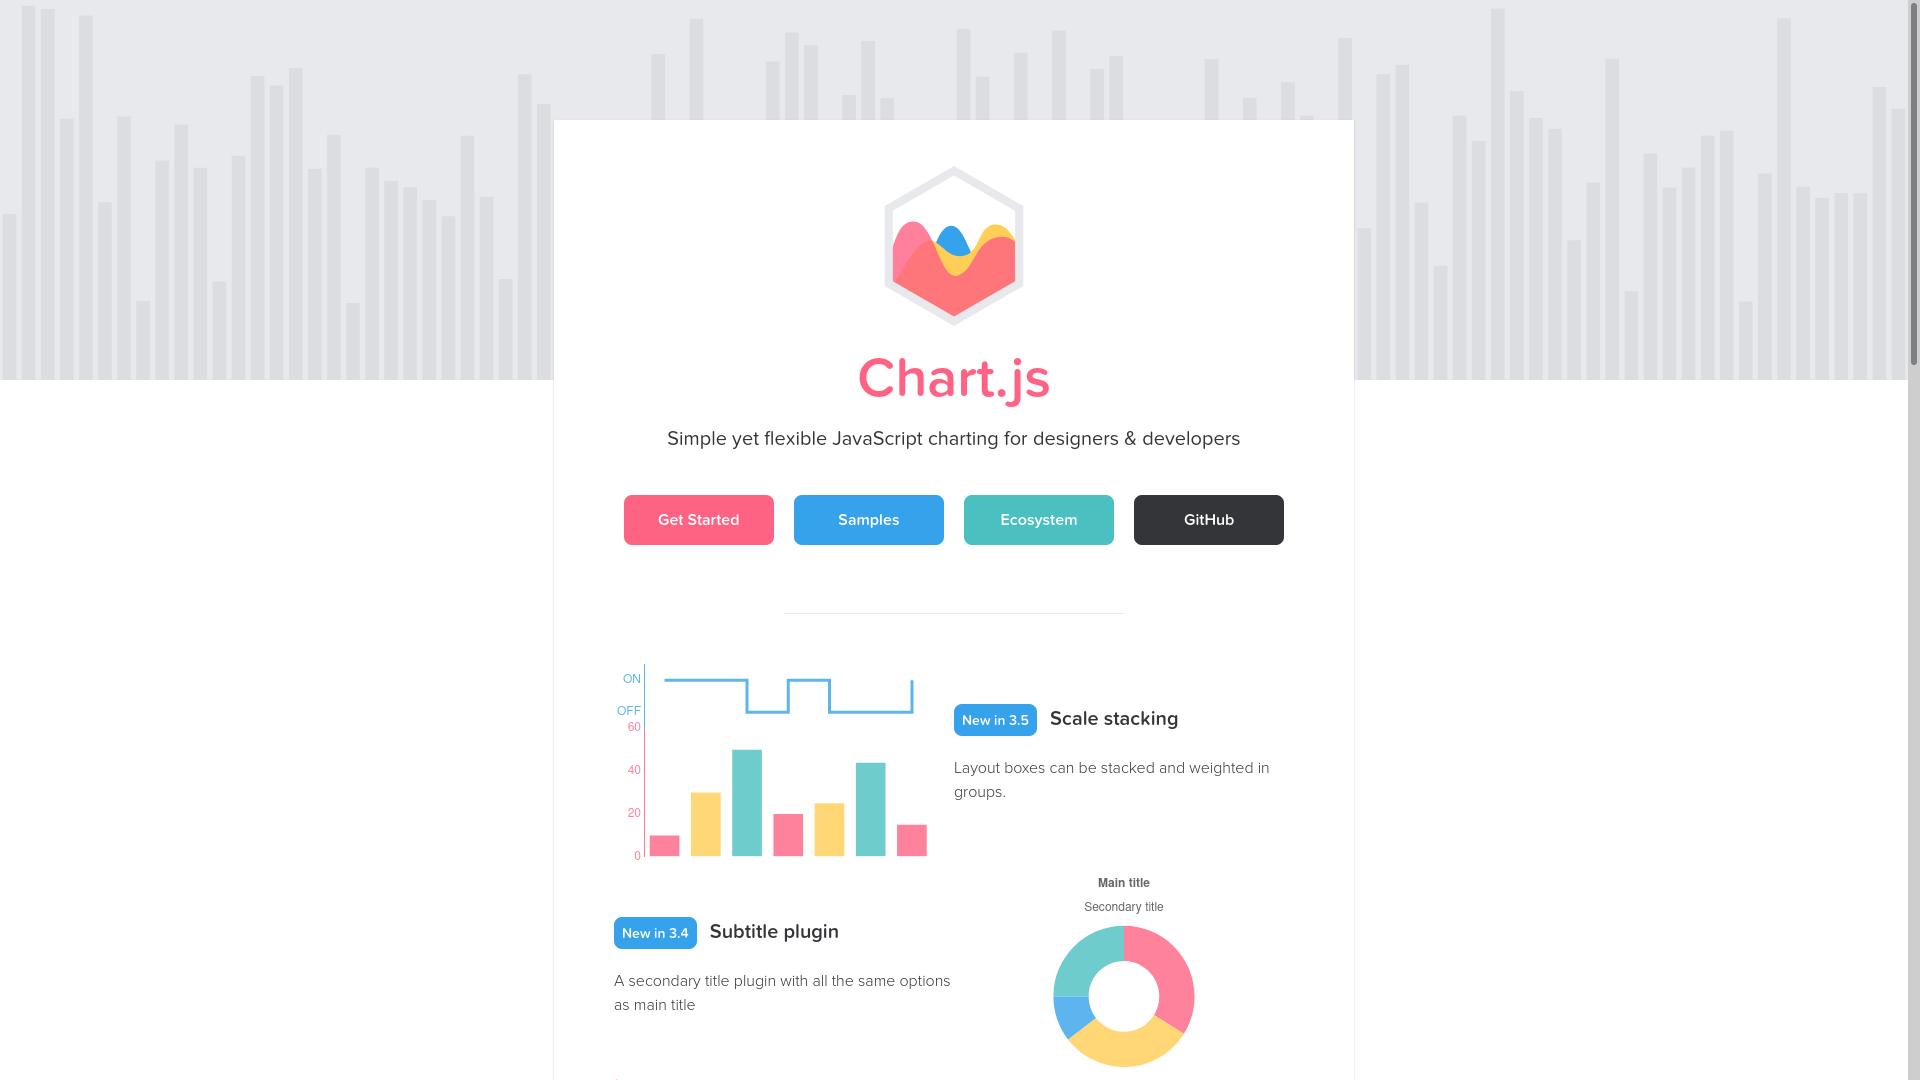 Chart.js
Simple yet flexible JavaScript charting for designers & developers
Get Started
Samples
Ecosystem
GitHub
ON
OFF
60
40
20
0
New in 3.5
Scale stacking
Layout boxes can be stacked and weighted in
groups.
New in 3.4
Subtitle plugin
A secondary title plugin with all the same options
as main title
Main title
Secondary title